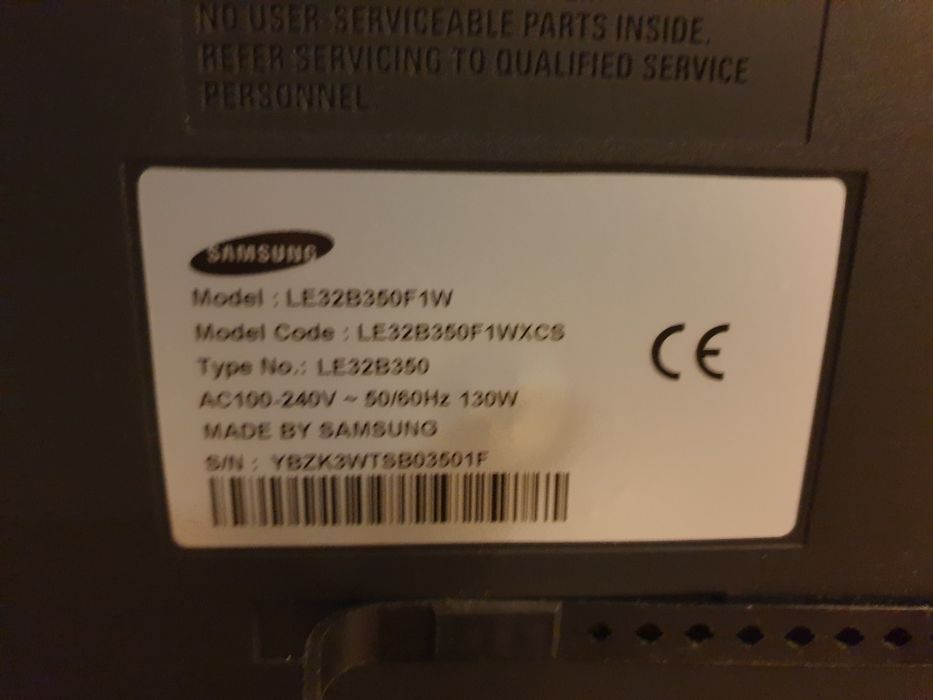 NO USER SERVICEABLE PARTS INSIDE.
REFER SERVICING TO QUALIFIED SERVICE
PERSONNEL.
SAMSUNG
Model : LE32B350F1W
Model Code : LE32B350F1WXCS
Type No.: LE32B350
AC100-240V ~ 50/60Hz 130W
MADE BY SAMSUNG
S/N : YBZK3WTSB03501F
CE